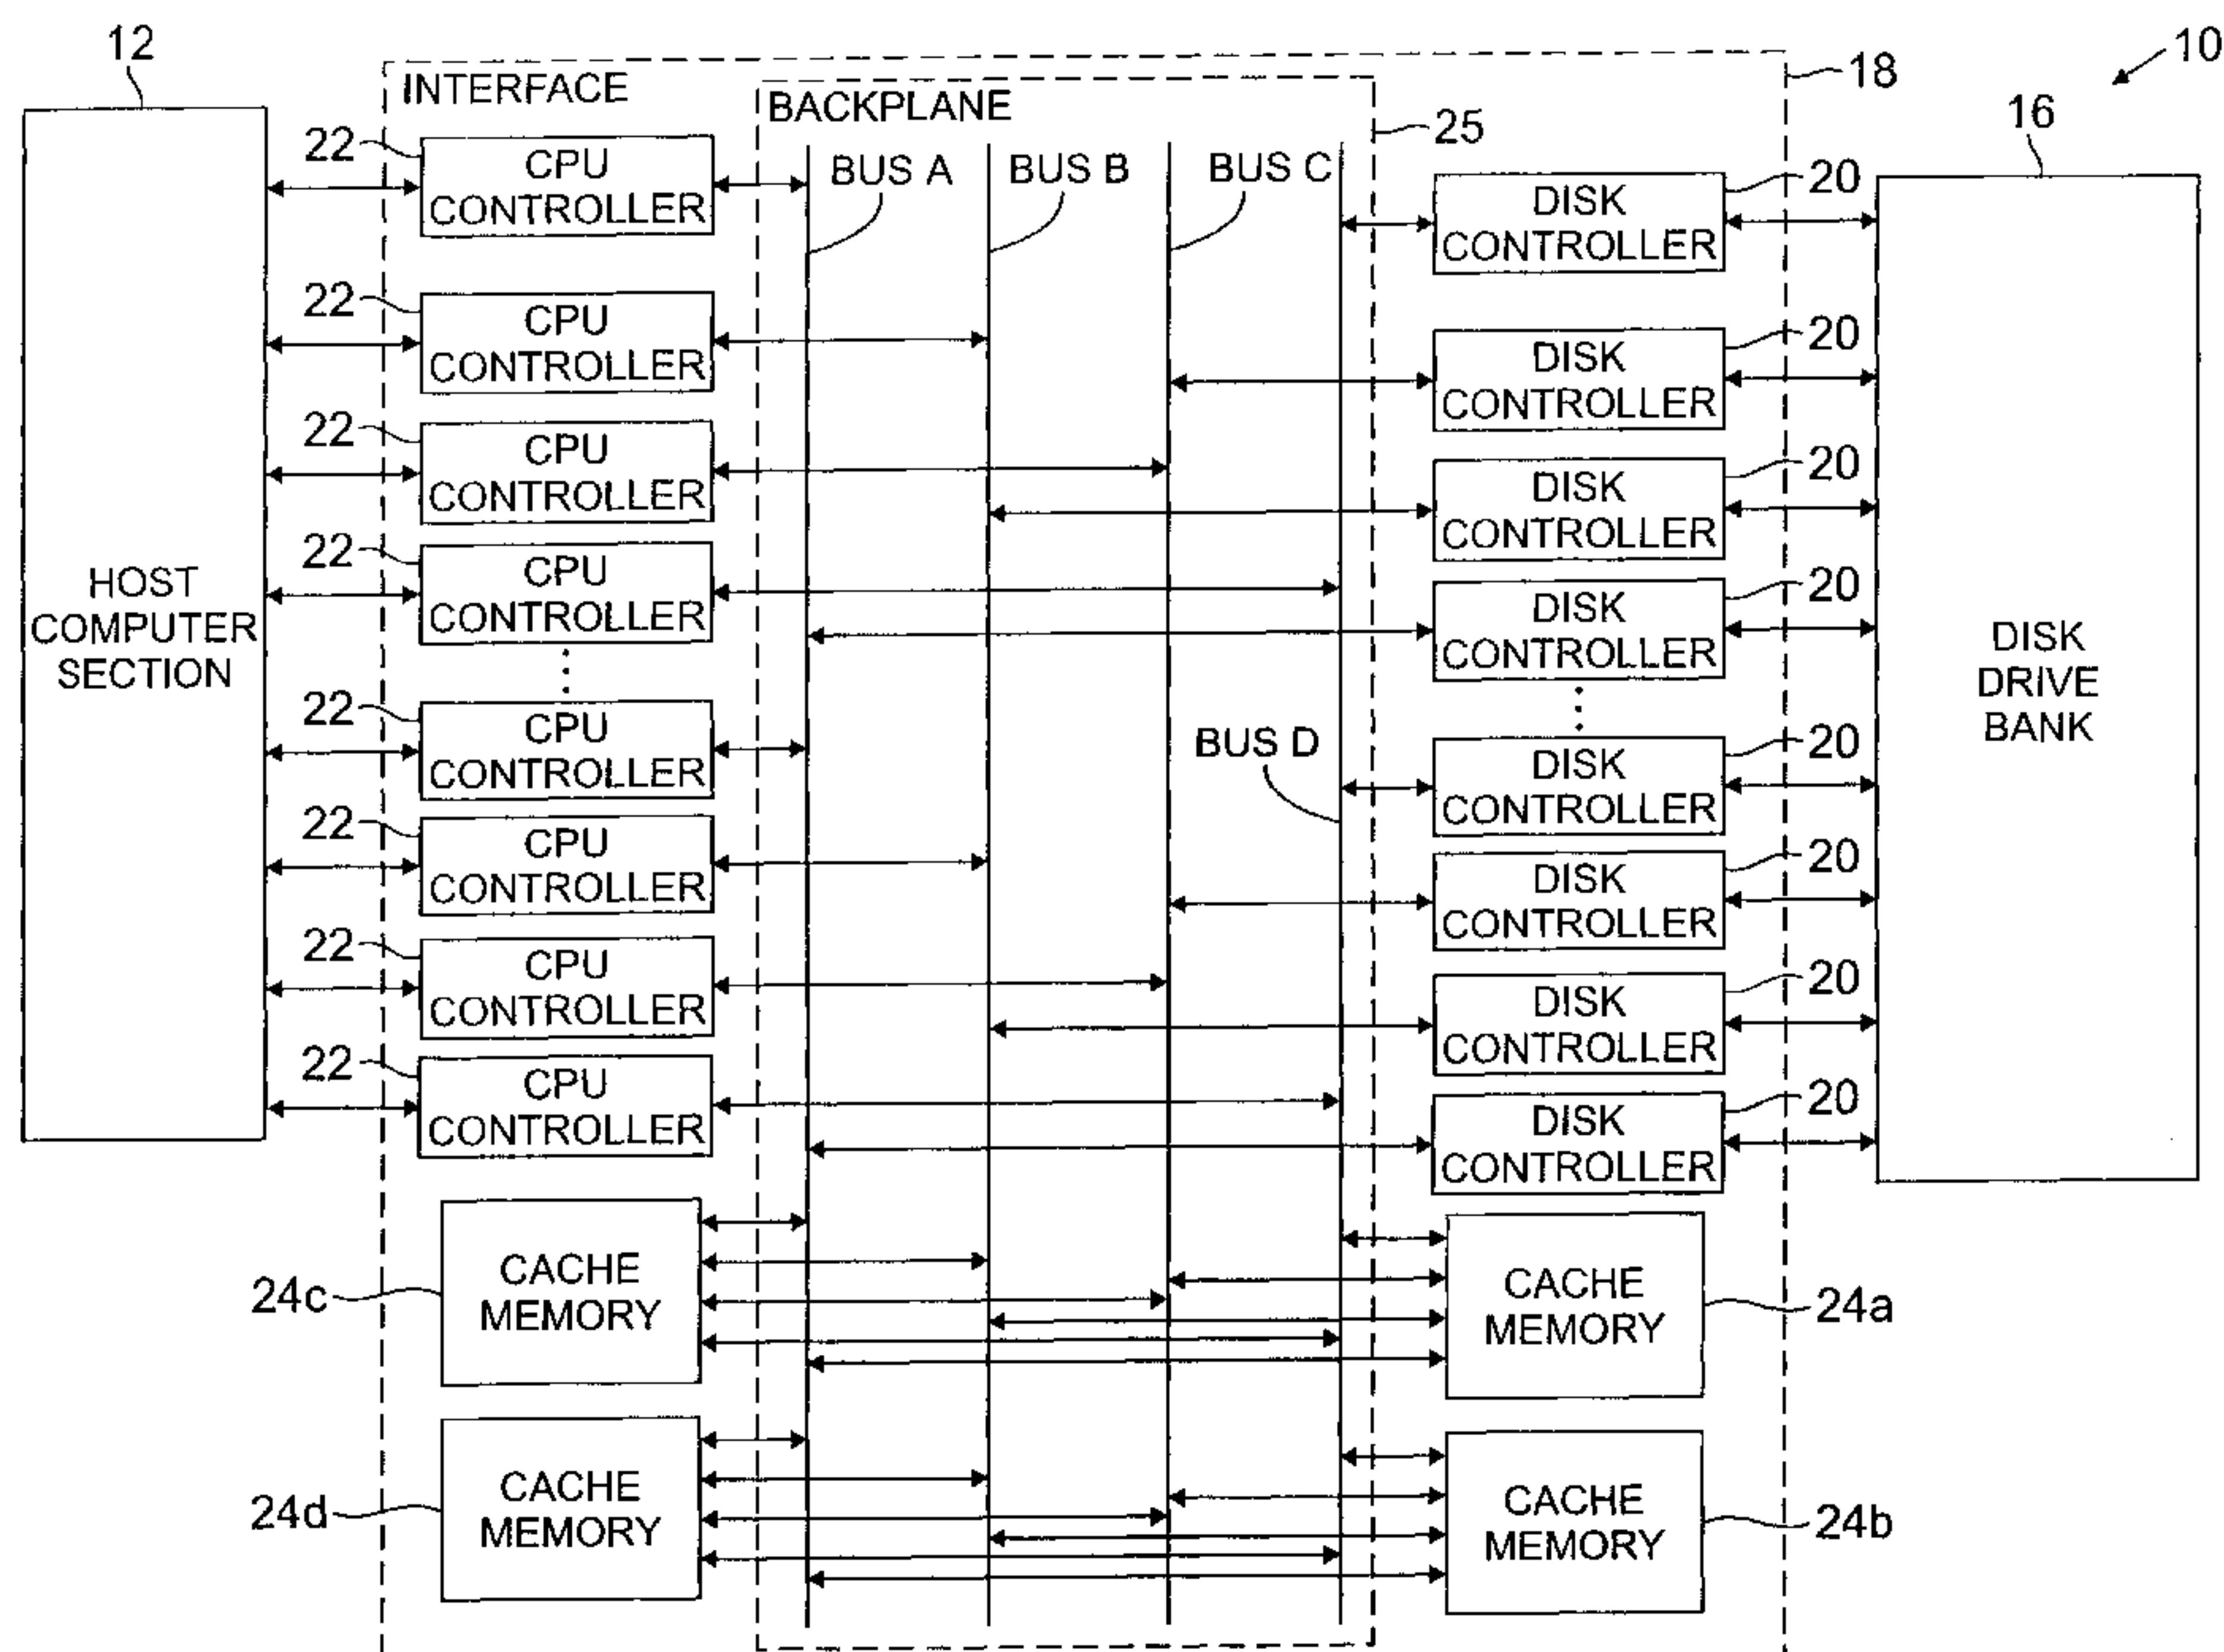 12
INTERFACE
BACKPLANE
18
10
25
16
BUS A
BUS B
BUS C
BUS D
HOST
COMPUTER
SECTION
22
CPU
CONTROLLER
22
CPU
CONTROLLER
22
CPU
CONTROLLER
22
CPU
CONTROLLER
22
CPU
CONTROLLER
22
CPU
CONTROLLER
22
CPU
CONTROLLER
22
CPU
CONTROLLER
DISK
CONTROLLER
20
DISK
CONTROLLER
20
DISK
CONTROLLER
20
DISK
CONTROLLER
20
DISK
CONTROLLER
20
DISK
CONTROLLER
20
DISK
CONTROLLER
20
DISK
CONTROLLER
20
DISK
DRIVE
BANK
24c
CACHE
MEMORY
CACHE
MEMORY
24a
24d
CACHE
MEMORY
CACHE
MEMORY
24b